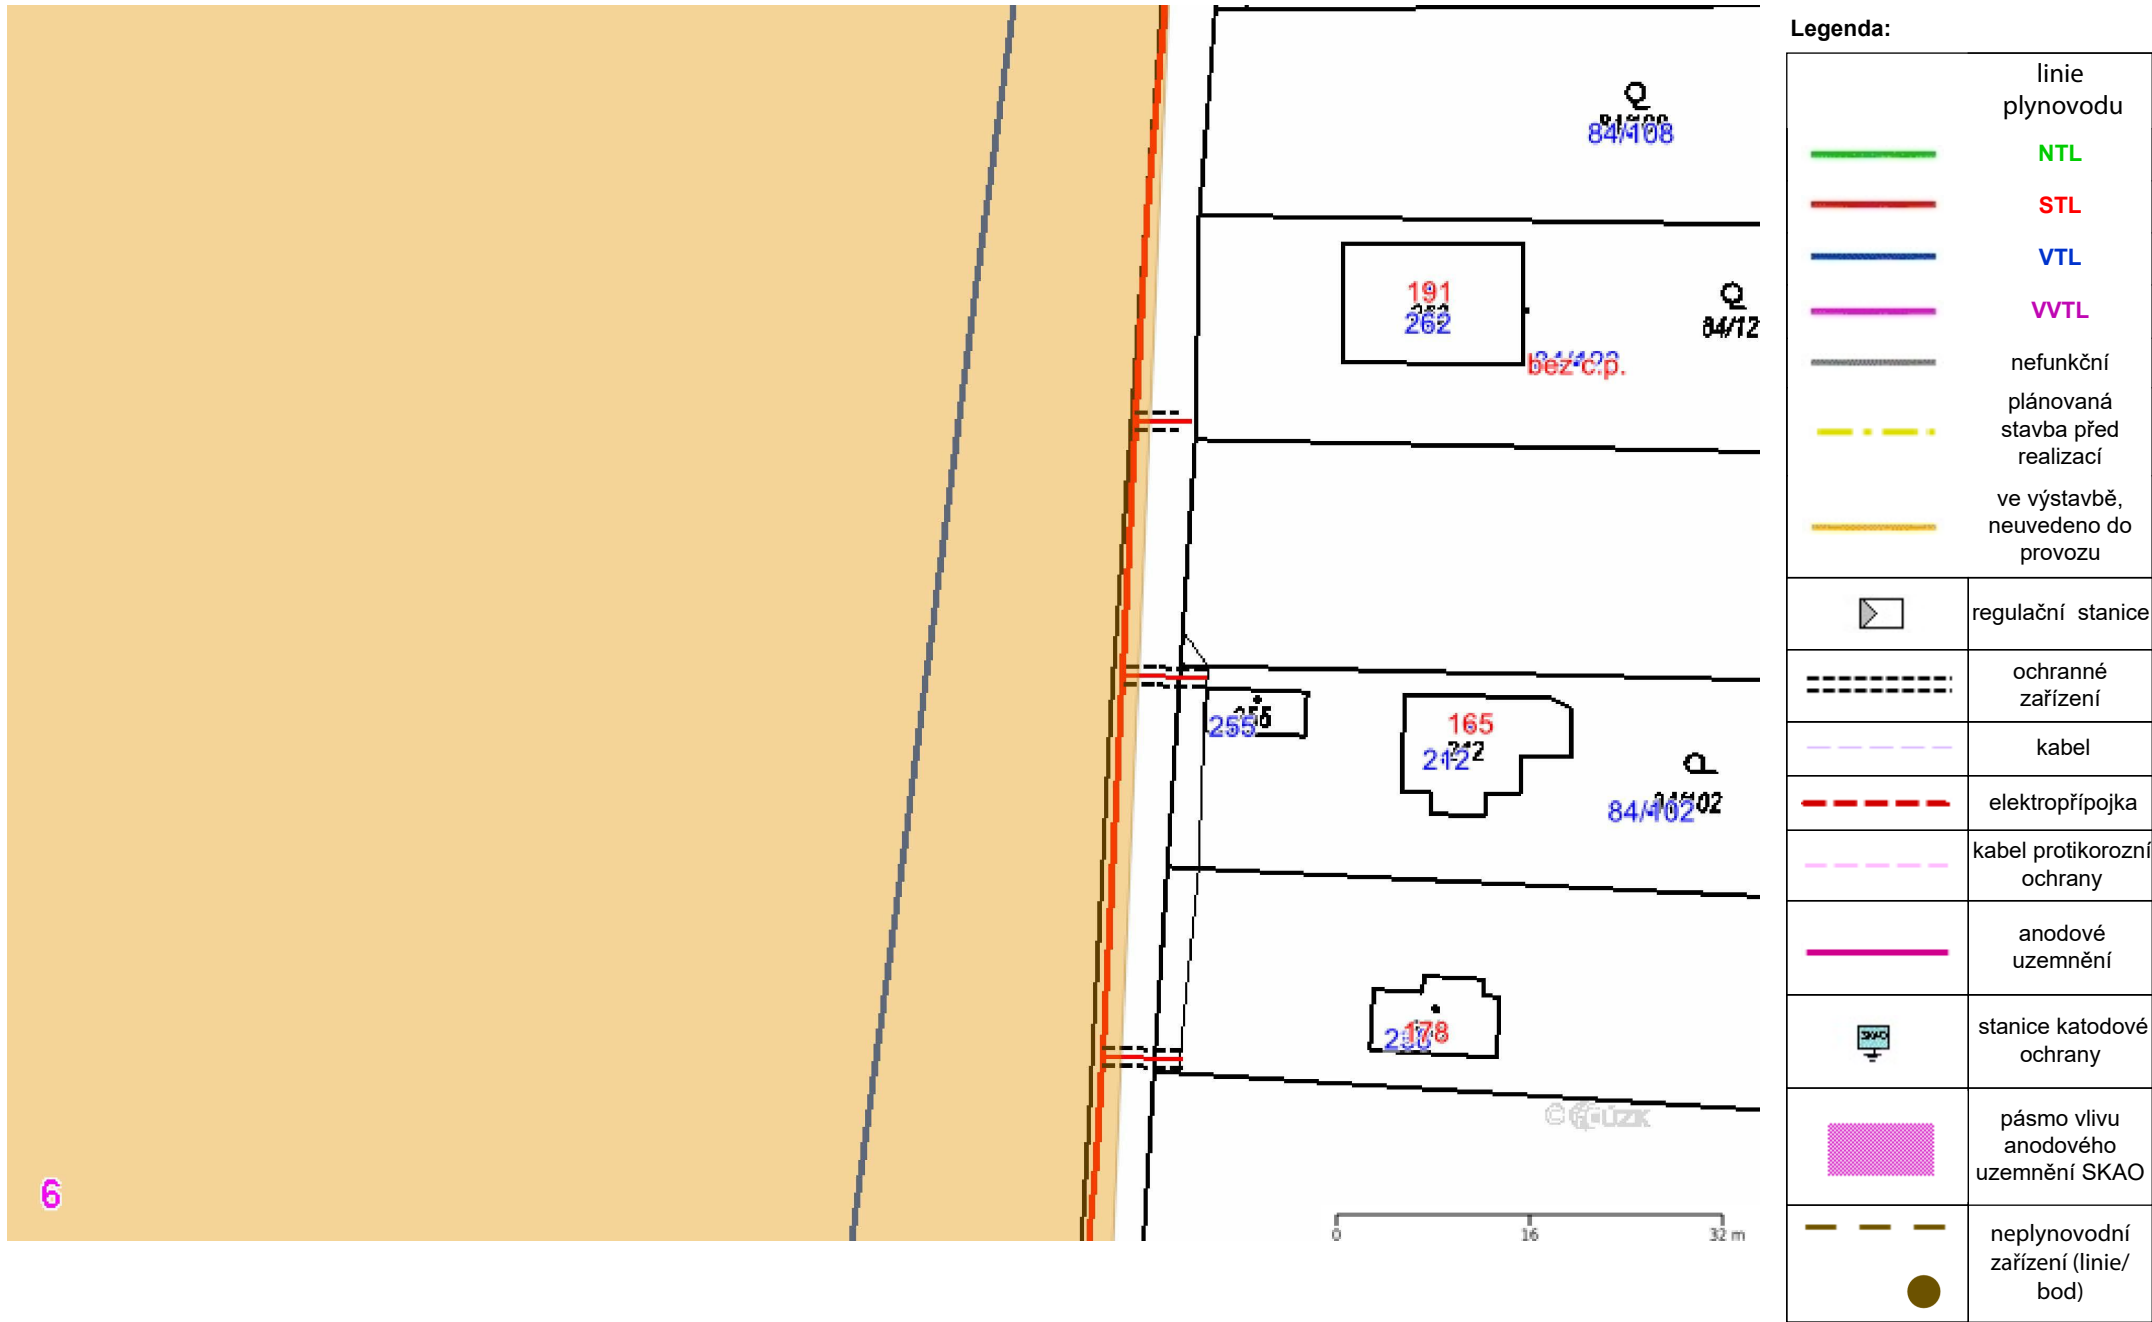 Legenda:
linie
plynovodu
NTL
STL
VTL
VVTL
nefunkční
plánovaná
stavba před
realizací
ve výstavbě,
neuvedeno do
provozu
regulační stanice
ochranné
zařízení
kabel
elektropřípojka
kabel protikorozní
ochrany
anodové
uzemnění
SKAO
stanice katodové
ochrany
pásmo vlivu
anodového
uzemnění SKAO
neplynovodní
zařízení (linie/
bod)
84/108
191
262
84/12
bez č.p.
255
165
212
84/102
178
6
0 16 32 m